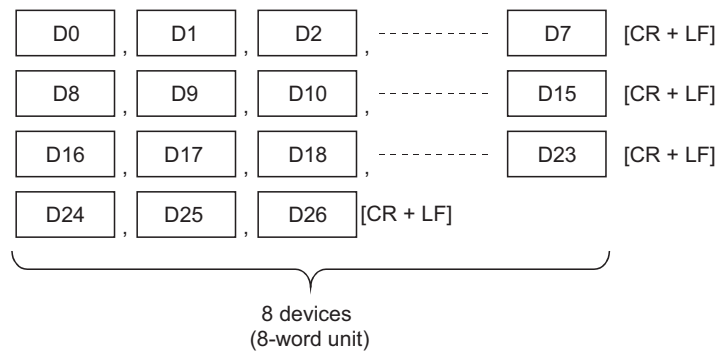 D0 , D1 , D2 , D7 [CR + LF]
D8 , D9 , D10 , D15 [CR + LF]
D16 , D17 , D18 , D23 [CR + LF]
D24 , D25 , D26 [CR + LF]
8 devices
(8-word unit)